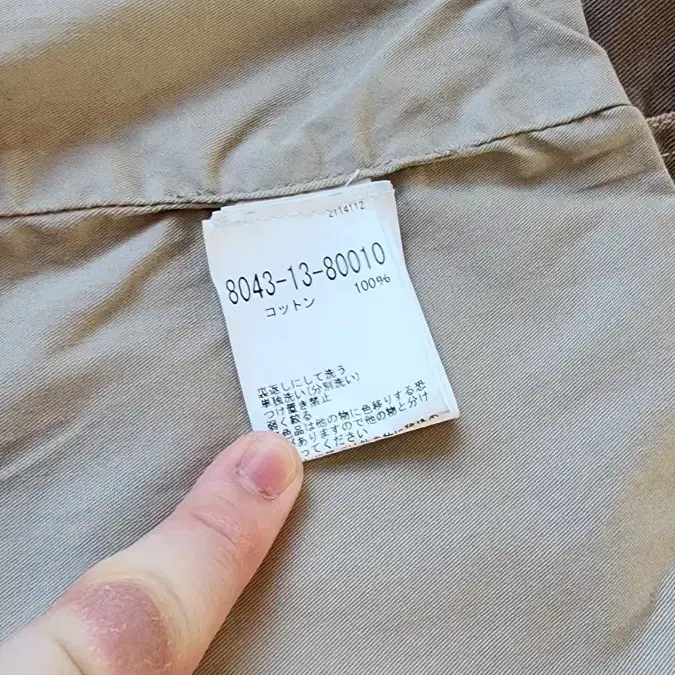 2114112
8043-13-80010
コットン 100%
裏返しにして洗う
単独洗い(分別洗い)
つけ置き禁止
弱く絞る
色品は他の物に色移りする恐
ありますので他の物と分け
ってください